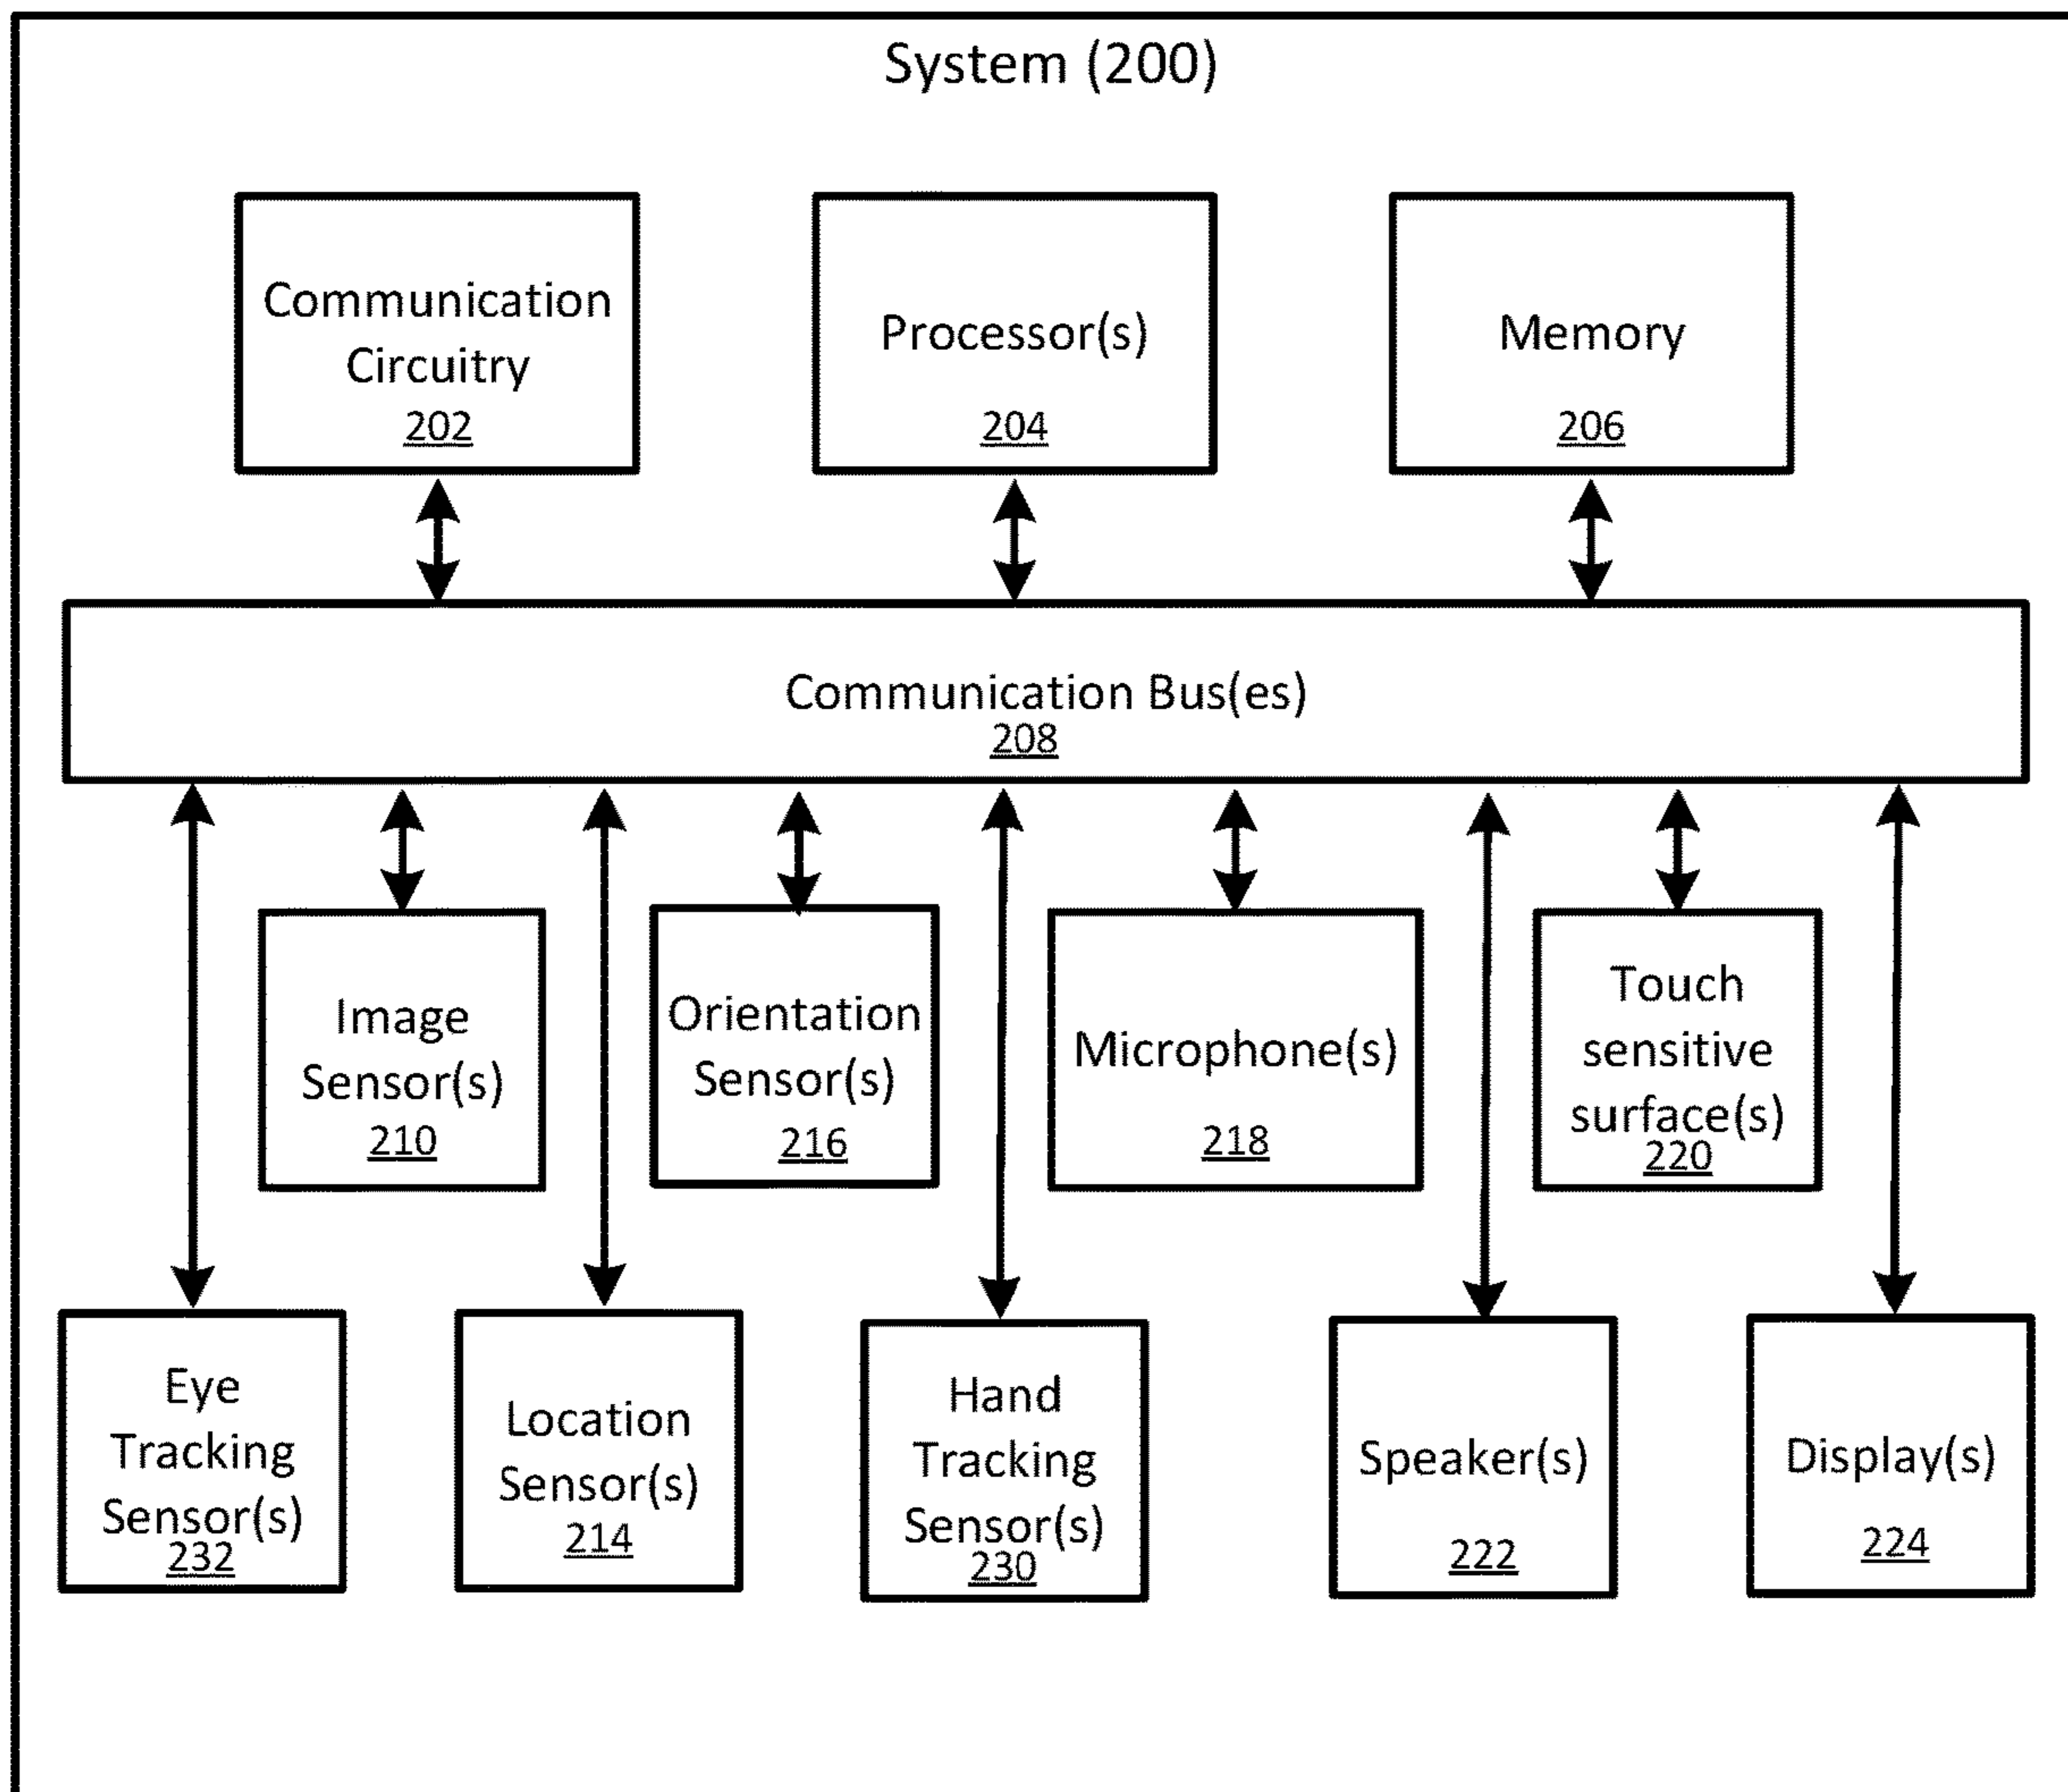 System (200)
Communication
Circuitry
202
Processor(s)
204
Memory
206
Communication Bus(es)
208
Image
Sensor(s)
210
Orientation
Sensor(s)
216
Microphone(s)
218
Touch
sensitive
surface(s)
220
Eye
Tracking
Sensor(s)
232
Location
Sensor(s)
214
Hand
Tracking
Sensor(s)
230
Speaker(s)
222
Display(s)
224